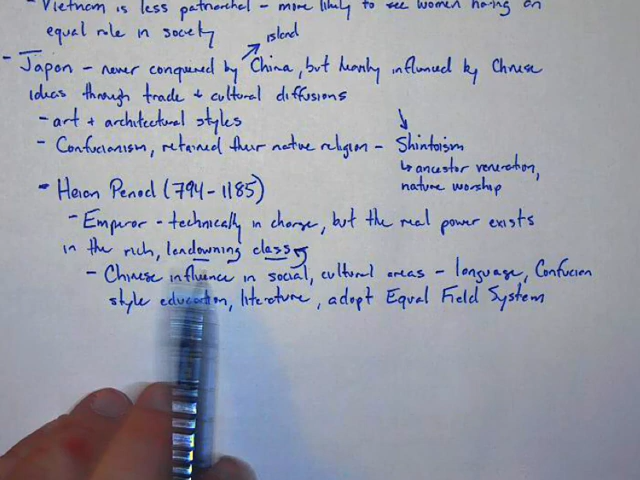 - Vietnam is less patriarchal - more likely to see women having an
equal role in society
island
- Japan - never conquered by China, but heavily influenced by Chinese
ideas through trade + cultural diffusions
- art + architectural styles
- Confucianism, retained their native religion - Shintoism
↳ ancestor veneration,
nature worship
- Heian Period (794-1185)
- Emperor - technically in charge, but the real power exists
in the rich, landowning class
- Chinese influence in social, cultural areas - language, Confucian
style education, literature, adopt Equal Field System